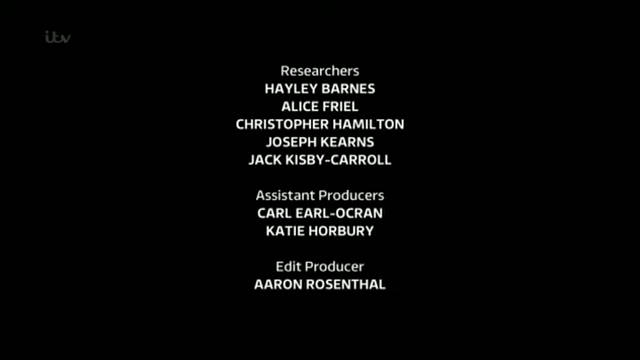 itv
Researchers
HAYLEY BARNES
ALICE FRIEL
CHRISTOPHER HAMILTON
JOSEPH KEARNS
JACK KISBY-CARROLL
Assistant Producers
CARL EARL-OCRAN
KATIE HORBURY
Edit Producer
AARON ROSENTHAL